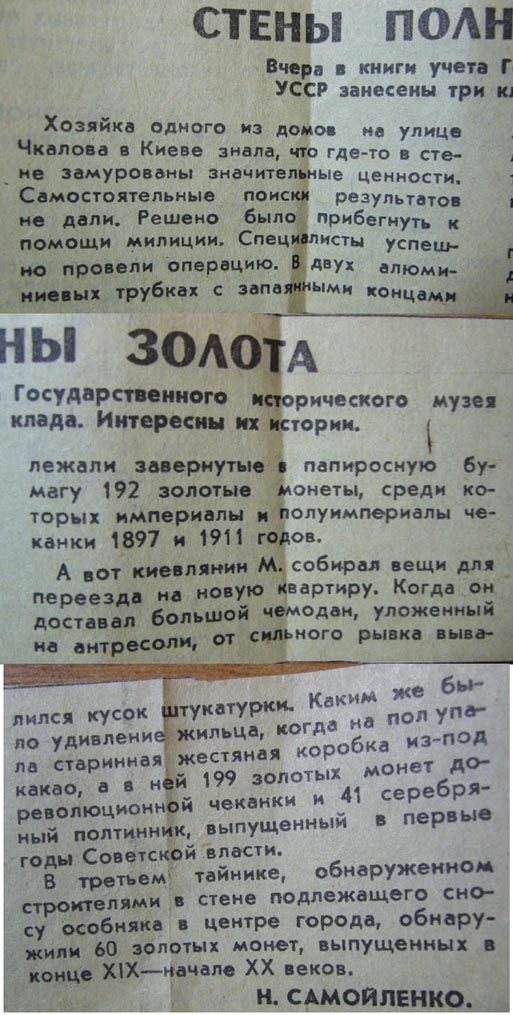 СТЕНЫ ПОЛН
Вчера в книги учета Г
УССР занесены три кл
Хозяйка одного из домов на улице
Чкалова в Киеве знала, что где-то в сте-
не замурованы значительные ценности.
Самостоятельные поиски результатов
не дали. Решено было прибегнуть к
помощи милиции. Специалисты успеш-
но провели операцию. В двух алюми-
ниевых трубках с запаянными концами
НЫ ЗОЛОТА
Государственного исторического музея
клада. Интересны их истории.
лежали завернутые в папиросную бу-
магу 192 золотые монеты, среди ко-
торых империалы и полуимпериалы че-
канки 1897 и 1911 годов.
А вот киевлянин М. собирал вещи для
переезда на новую квартиру. Когда он
доставал большой чемодан, уложенный
на антресоли, от сильного рывка выва-
лился кусок штукатурки. Каким же бы-
ло удивление жильца, когда на пол упа-
ла старинная жестяная коробка из-под
какао, а в ней 199 золотых монет до-
революционной чеканки и 41 серебря-
ный полтинник, выпущенный в первые
годы Советской власти.
В третьем тайнике, обнаруженном
строителями в стене подлежащего сно-
су особняка в центре города, обнару-
жили 60 золотых монет, выпущенных в
конце XIX—начале XX веков.
Н. САМОЙЛЕНКО.